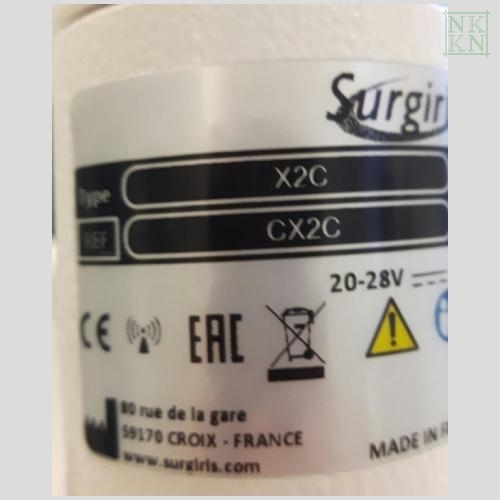 NK
KN
Surgiris
Type X2C
REF CX2C
20-28V
CE EAC
80 rue de la gare
59170 CROIX - FRANCE
www.surgiris.com
MADE IN